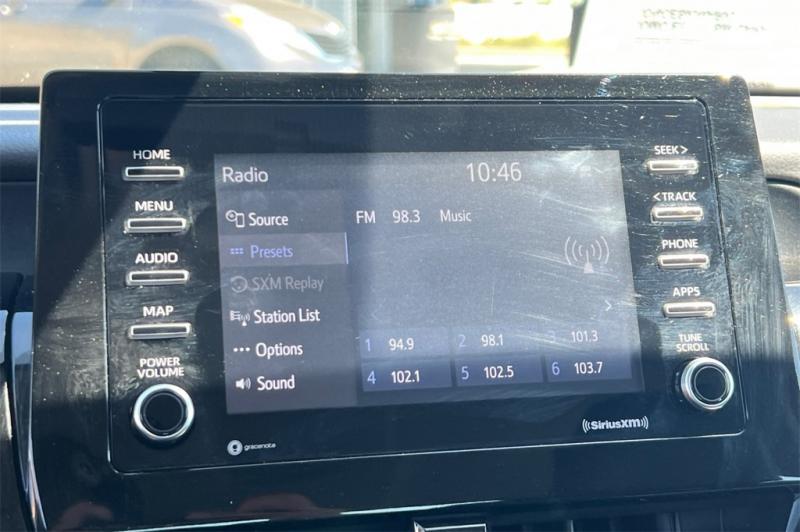 HOME
MENU
AUDIO
MAP
POWER
VOLUME
Radio
10:46
Source
FM 98.3 Music
Presets
SXM Replay
Station List
Options
Sound
1 94.9
2 98.1
3 101.3
4 102.1
5 102.5
6 103.7
SEEK >
< TRACK
PHONE
APPS
TUNE
SCROLL
gracenote
SiriusXM